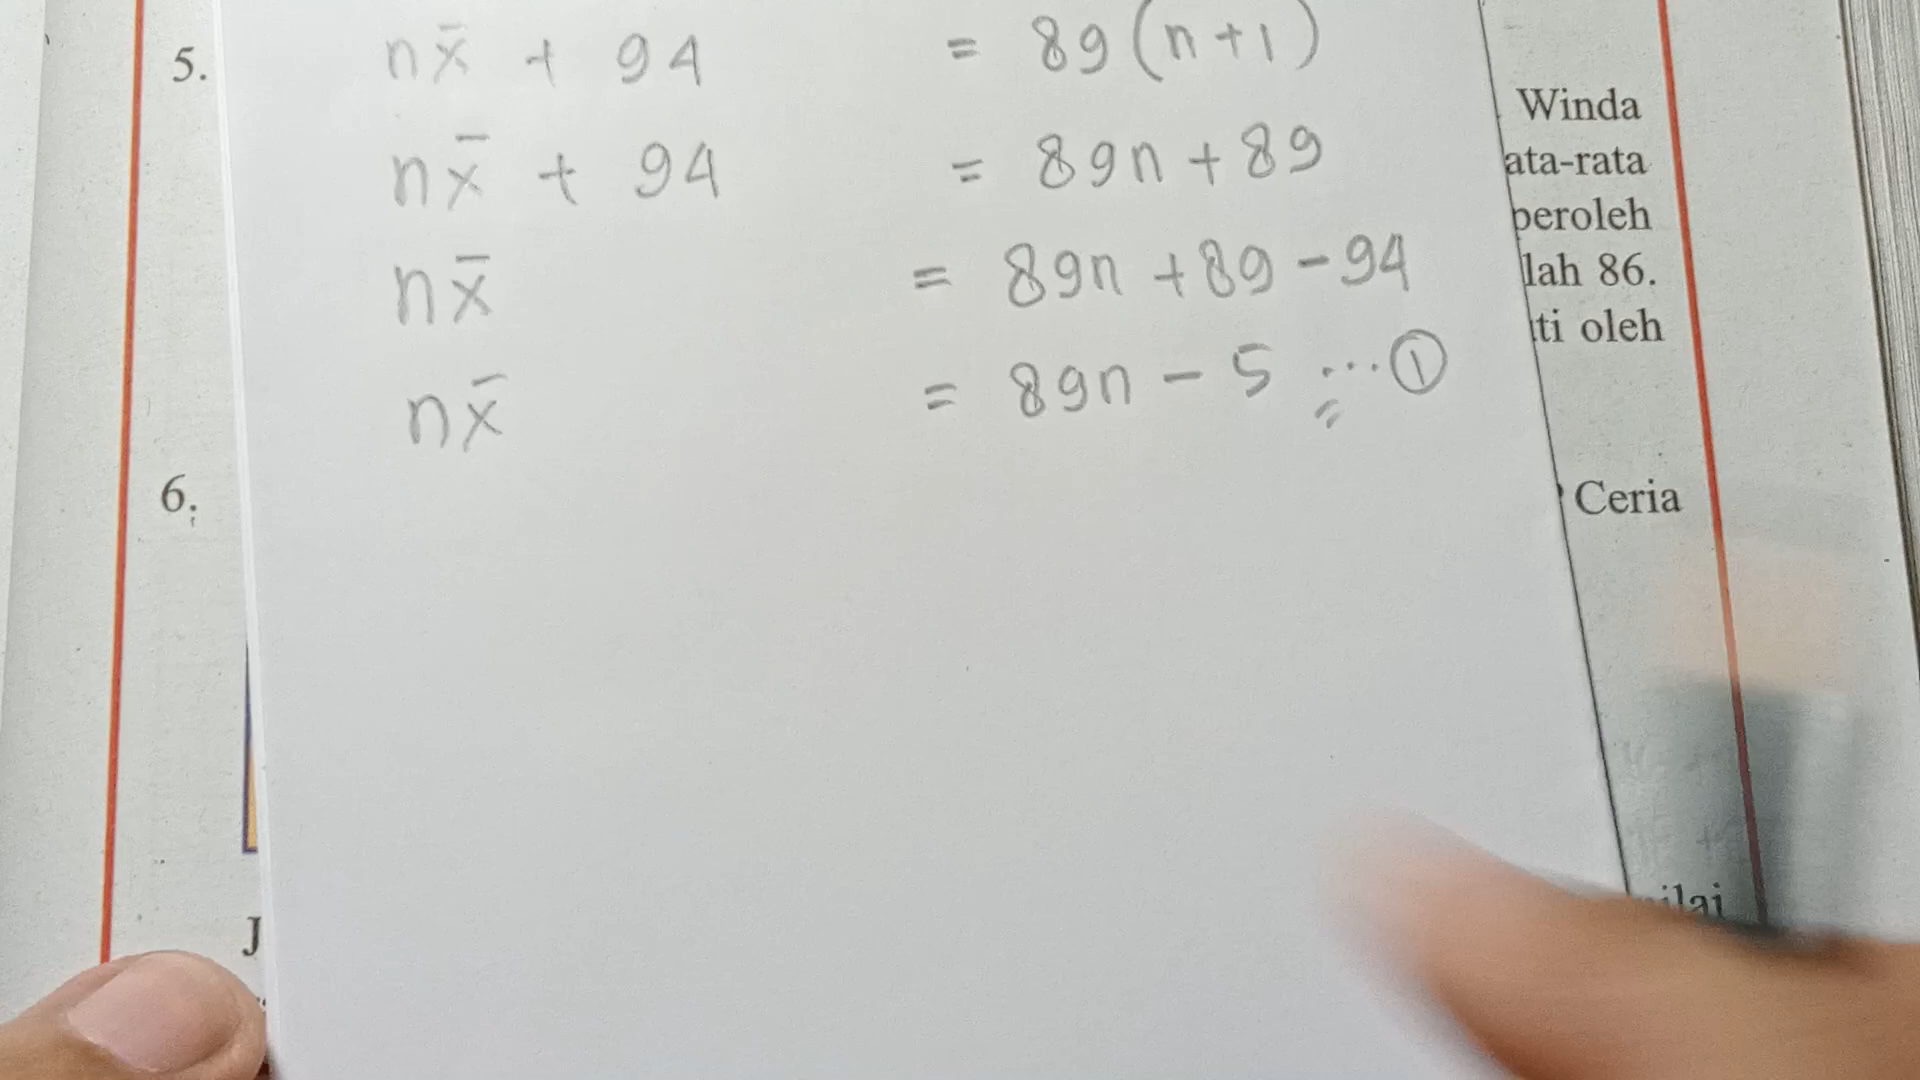 5.
nx̄ + 94 = 89(n+1)
nx̄ + 94 = 89n + 89
nx̄ = 89n + 89 - 94
nx̄ = 89n - 5 ... ①
Winda
ata-rata
peroleh
lah 86.
ti oleh
6.
Ceria
J